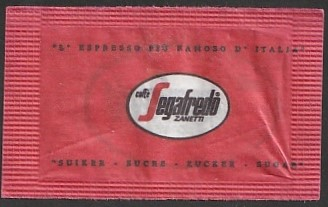 "L' ESPRESSO PIÙ FAMOSO D' ITALIA"
caffè
Segafredo
ZANETTI
"SUIKER - SUCRE - ZUCKER - SUGAR"